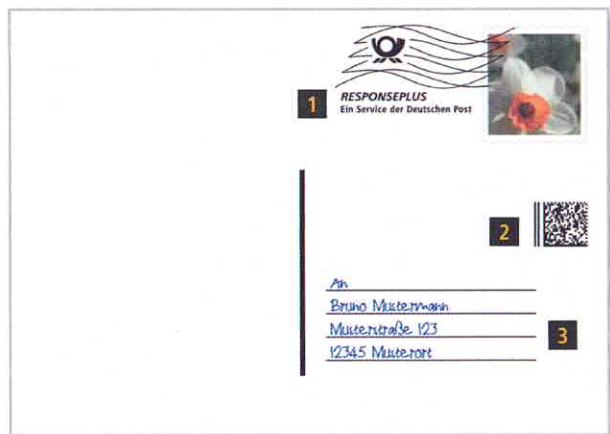 1
RESPONSEPLUS
Ein Service der Deutschen Post
2
An
Bruno Mustermann
Musterstraße 123
12345 Musterort
3